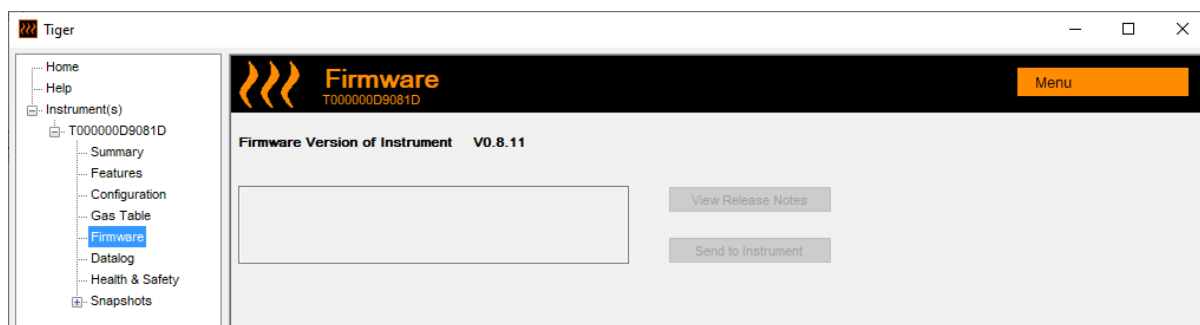 Tiger
Home
Help
Instrument(s)
T000000D9081D
Summary
Features
Configuration
Gas Table
Firmware
Datalog
Health & Safety
Snapshots
Firmware
T000000D9081D
Menu
Firmware Version of Instrument V0.8.11
View Release Notes
Send to Instrument